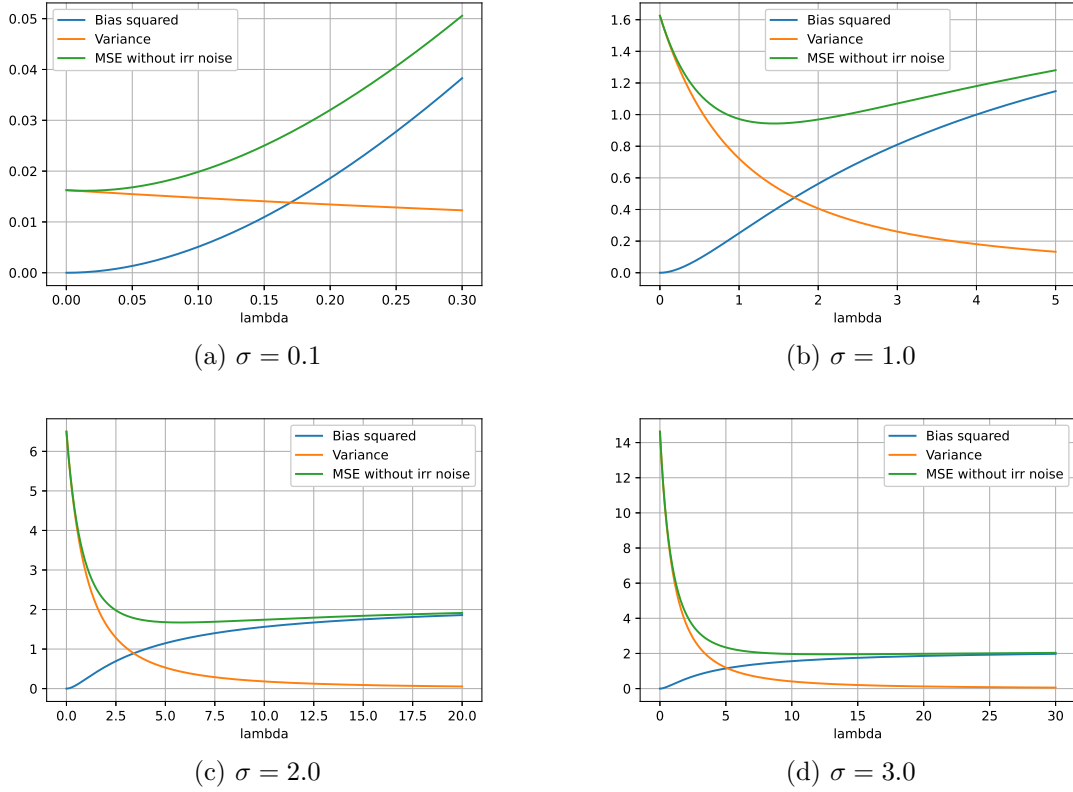 0.05
0.04
0.03
0.02
0.01
0.00
Bias squared
Variance
MSE without irr noise
0.00 0.05 0.10 0.15 0.20 0.25 0.30
lambda
(a) σ = 0.1
1.6
1.4
1.2
1.0
0.8
0.6
0.4
0.2
0.0
Bias squared
Variance
MSE without irr noise
0 1 2 3 4 5
lambda
(b) σ = 1.0
6
5
4
3
2
1
0
Bias squared
Variance
MSE without irr noise
0.0 2.5 5.0 7.5 10.0 12.5 15.0 17.5 20.0
lambda
(c) σ = 2.0
14
12
10
8
6
4
2
0
Bias squared
Variance
MSE without irr noise
0 5 10 15 20 25 30
lambda
(d) σ = 3.0